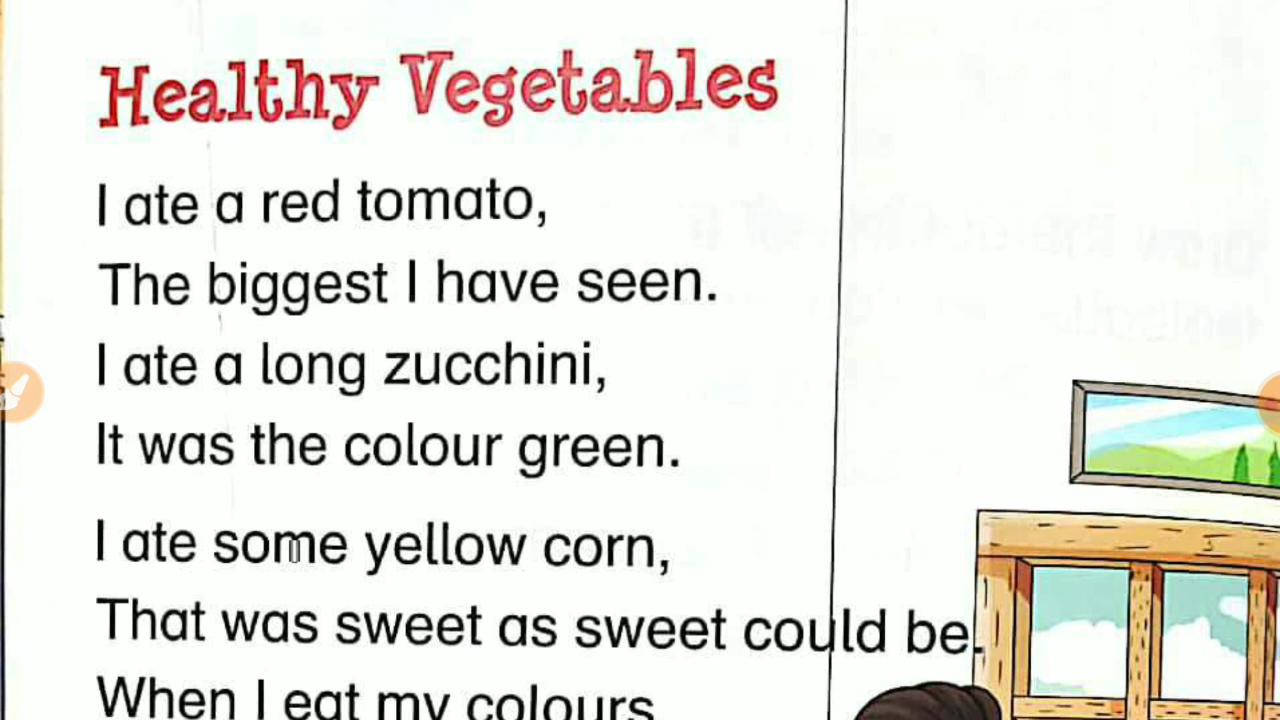 Healthy Vegetables
I ate a red tomato,
The biggest I have seen.
I ate a long zucchini,
It was the colour green.
I ate some yellow corn,
That was sweet as sweet could be.
When I eat my colours